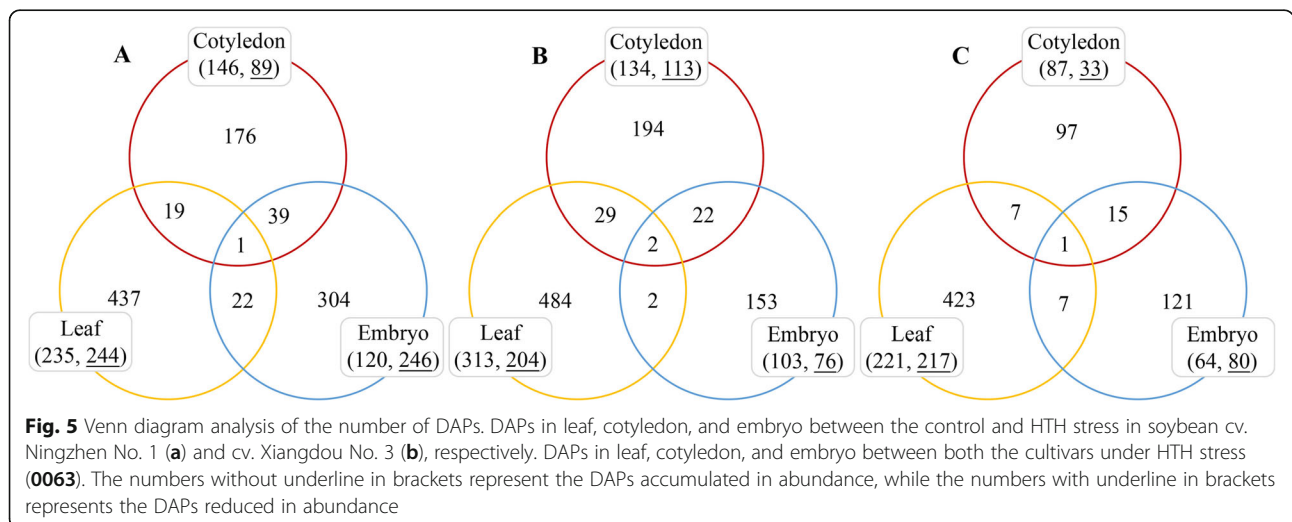 A
Cotyledon
(146, 89)
176
19
39
1
437
22
304
Leaf
(235, 244)
Embryo
(120, 246)
B
Cotyledon
(134, 113)
194
29
22
2
484
2
153
Leaf
(313, 204)
Embryo
(103, 76)
C
Cotyledon
(87, 33)
97
7
15
1
423
7
121
Leaf
(221, 217)
Embryo
(64, 80)
Fig. 5 Venn diagram analysis of the number of DAPs. DAPs in leaf, cotyledon, and embryo between the control and HTH stress in soybean cv.
Ningzhen No. 1 (a) and cv. Xiangdou No. 3 (b), respectively. DAPs in leaf, cotyledon, and embryo between both the cultivars under HTH stress
(0063). The numbers without underline in brackets represent the DAPs accumulated in abundance, while the numbers with underline in brackets
represents the DAPs reduced in abundance